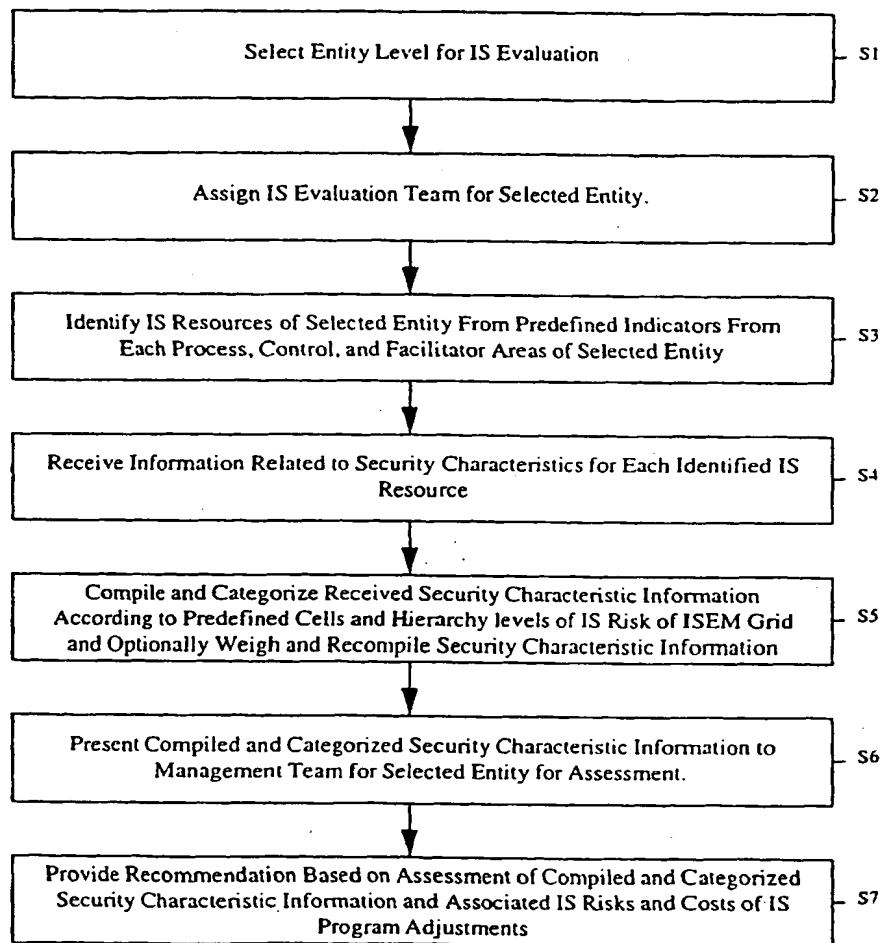 Select Entity Level for IS Evaluation
S1
Assign IS Evaluation Team for Selected Entity.
S2
Identify IS Resources of Selected Entity From Predefined Indicators From
Each Process, Control, and Facilitator Areas of Selected Entity
S3
Receive Information Related to Security Characteristics for Each Identified IS
Resource
S4
Compile and Categorize Received Security Characteristic Information
According to Predefined Cells and Hierarchy levels of IS Risk of ISEM Grid
and Optionally Weigh and Recompile Security Characteristic Information
S5
Present Compiled and Categorized Security Characteristic Information to
Management Team for Selected Entity for Assessment.
S6
Provide Recommendation Based on Assessment of Compiled and Categorized
Security Characteristic Information and Associated IS Risks and Costs of IS
Program Adjustments
S7